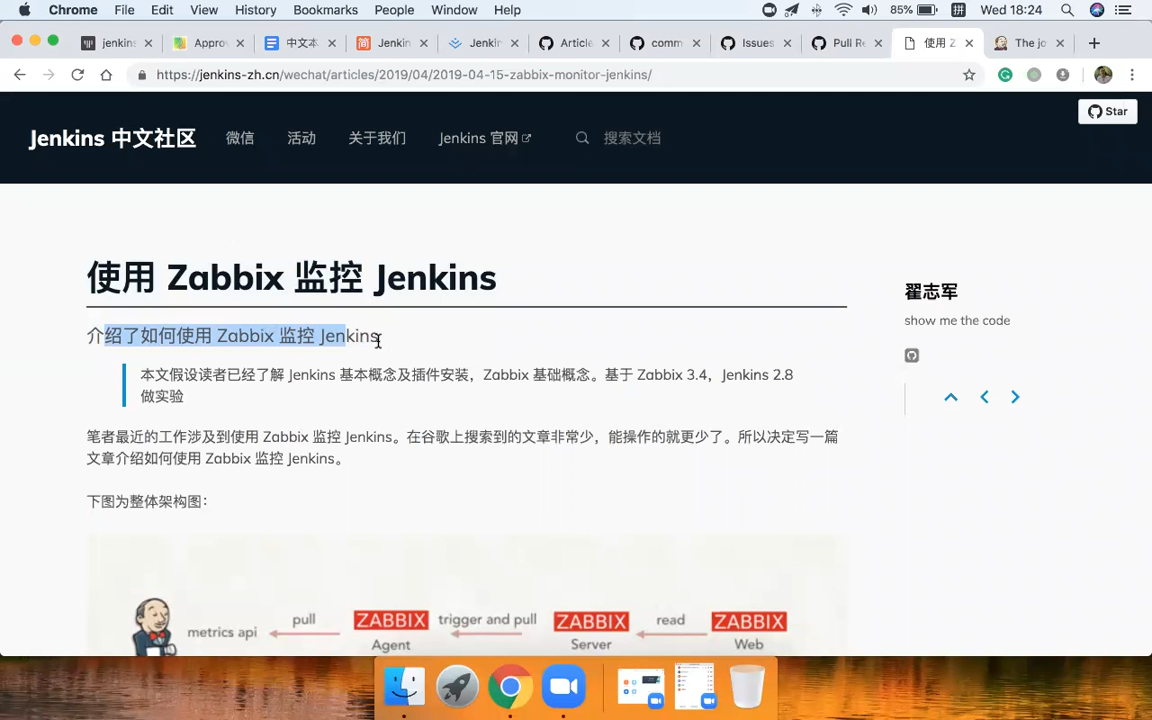 Chrome File Edit View History Bookmarks People Window Help 85% 拼 Wed 18:24
jenkins Approv 中文本 Jenkin Jenkin Article comm Issues Pull Re 使用 Z The jo
https://jenkins-zh.cn/wechat/articles/2019/04/2019-04-15-zabbix-monitor-jenkins/
Star
Jenkins 中文社区 微信 活动 关于我们 Jenkins 官网 搜索文档
使用 Zabbix 监控 Jenkins
翟志军
show me the code
介绍了如何使用 Zabbix 监控 Jenkins
本文假设读者已经了解 Jenkins 基本概念及插件安装，Zabbix 基础概念。基于 Zabbix 3.4，Jenkins 2.8
做实验
笔者最近的工作涉及到使用 Zabbix 监控 Jenkins。在谷歌上搜索到的文章非常少，能操作的就更少了。所以决定写一篇
文章介绍如何使用 Zabbix 监控 Jenkins。
下图为整体架构图：
metrics api pull ZABBIX trigger and pull ZABBIX read ZABBIX
Agent Server Web